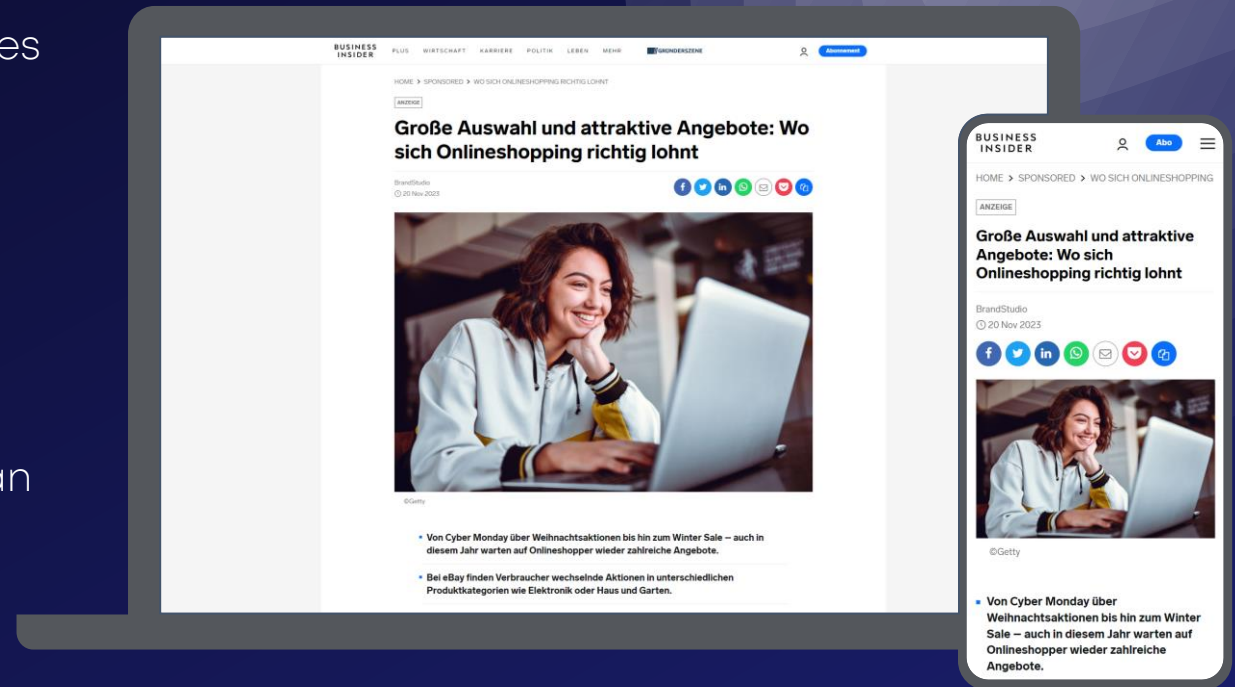 es
an
BUSINESS
INSIDER
PLUS WIRTSCHAFT KARRIERE POLITIK LEBEN MEHR GRÜNDERSZENE
Abonnement
HOME > SPONSORED > WO SICH ONLINESHOPPING RICHTIG LOHNT
ANZEIGE
Große Auswahl und attraktive Angebote: Wo
sich Onlineshopping richtig lohnt
BrandStudio
20 Nov 2023
©Getty
Von Cyber Monday über Weihnachtsaktionen bis hin zum Winter Sale – auch in
diesem Jahr warten auf Onlineshopper wieder zahlreiche Angebote.
Bei eBay finden Verbraucher wechselnde Aktionen in unterschiedlichen
Produktkategorien wie Elektronik oder Haus und Garten.
BUSINESS
INSIDER
Abo
HOME > SPONSORED > WO SICH ONLINESHOPPING
ANZEIGE
Große Auswahl und attraktive
Angebote: Wo sich
Onlineshopping richtig lohnt
BrandStudio
20 Nov 2023
©Getty
Von Cyber Monday über
Weihnachtsaktionen bis hin zum Winter
Sale – auch in diesem Jahr warten auf
Onlineshopper wieder zahlreiche
Angebote.